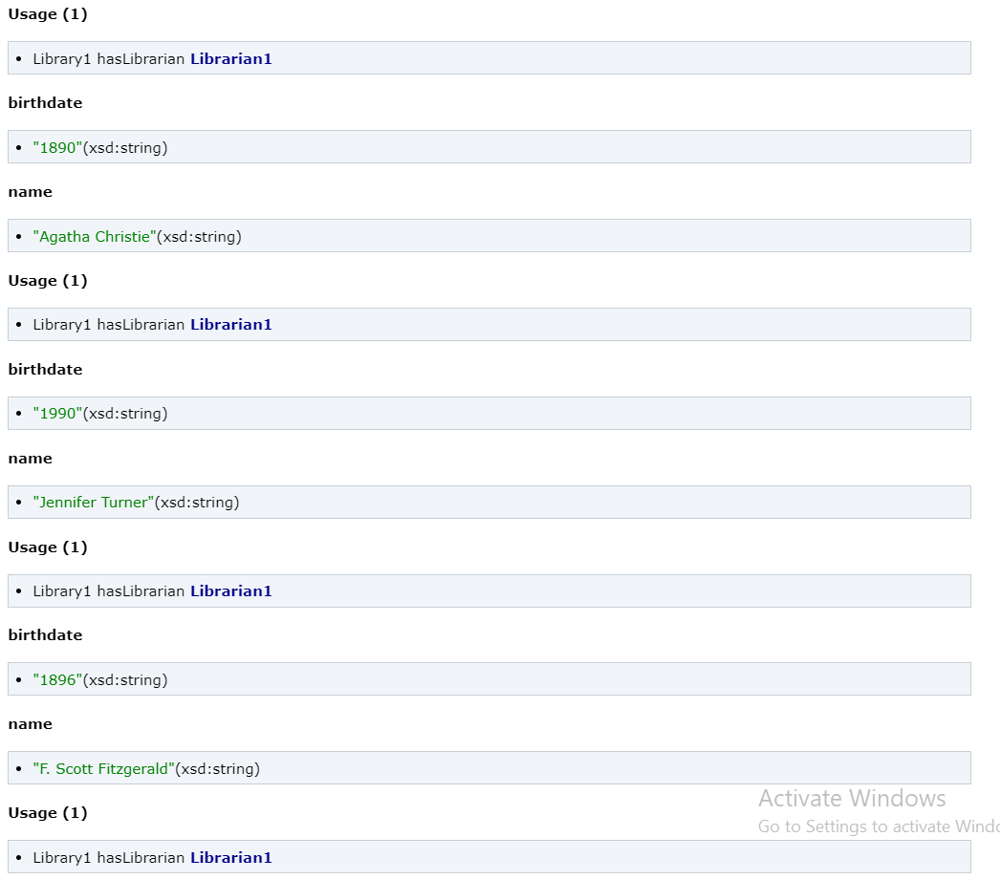 Usage (1)
• Library1 hasLibrarian Librarian1
birthdate
• "1890"(xsd:string)
name
• "Agatha Christie"(xsd:string)
Usage (1)
• Library1 hasLibrarian Librarian1
birthdate
• "1990"(xsd:string)
name
• "Jennifer Turner"(xsd:string)
Usage (1)
• Library1 hasLibrarian Librarian1
birthdate
• "1896"(xsd:string)
name
• "F. Scott Fitzgerald"(xsd:string)
Usage (1)
Activate Windows
Go to Settings to activate Windo
• Library1 hasLibrarian Librarian1